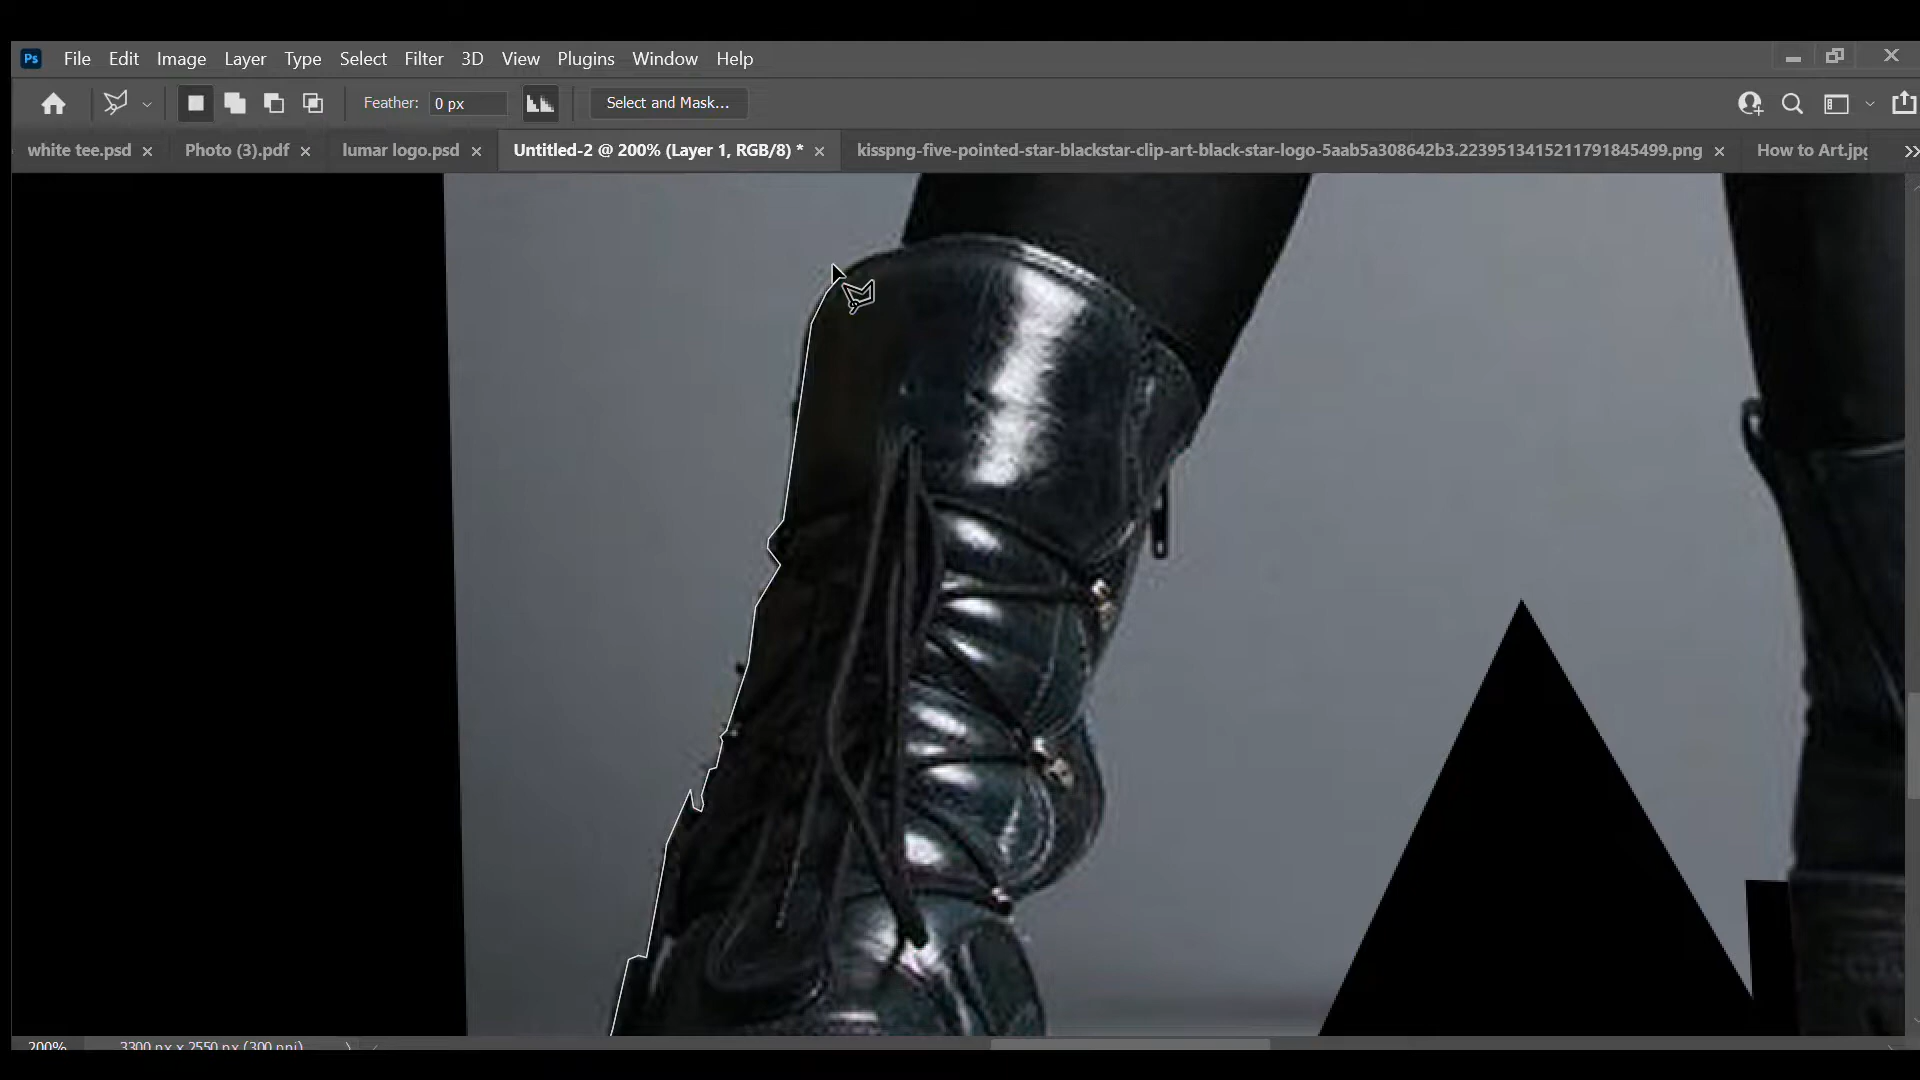 Ps File Edit Image Layer Type Select Filter 3D View Plugins Window Help
Feather: 0 px Select and Mask...
white tee.psd × Photo (3).pdf × lumar logo.psd × Untitled-2 @ 200% (Layer 1, RGB/8) * × kisspng-five-pointed-star-blackstar-clip-art-black-star-logo-5aab5a308642b3.2239513415211791845499.png × How to Art.jpg
200% 3300 px x 2550 px (300 ppi)